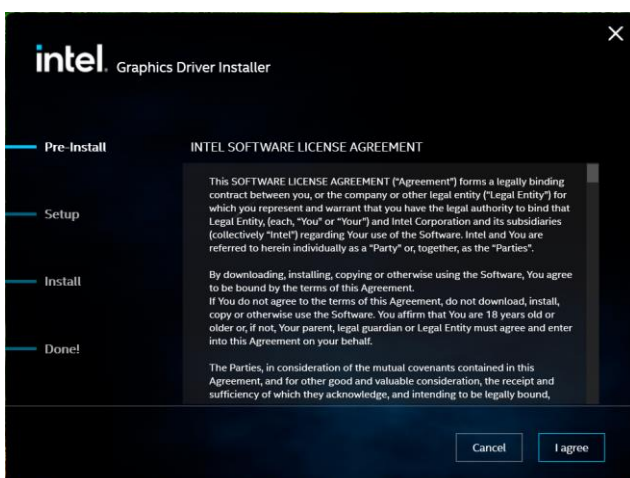 intel. Graphics Driver Installer
Pre-Install
Setup
Install
Done!
INTEL SOFTWARE LICENSE AGREEMENT
This SOFTWARE LICENSE AGREEMENT ("Agreement") forms a legally binding
contract between you, or the company or other legal entity ("Legal Entity") for
which you represent and warrant that you have the legal authority to bind that
Legal Entity, (each, "You" or "Your") and Intel Corporation and its subsidiaries
(collectively "Intel") regarding Your use of the Software. Intel and You are
referred to herein individually as a "Party" or, together, as the "Parties".
By downloading, installing, copying or otherwise using the Software, You agree
to be bound by the terms of this Agreement.
If You do not agree to the terms of this Agreement, do not download, install,
copy or otherwise use the Software. You affirm that You are 18 years old or
older or, if not, Your parent, legal guardian or Legal Entity must agree and enter
into this Agreement on your behalf.
The Parties, in consideration of the mutual covenants contained in this
Agreement, and for other good and valuable consideration, the receipt and
sufficiency of which they acknowledge, and intending to be legally bound,
Cancel
I agree